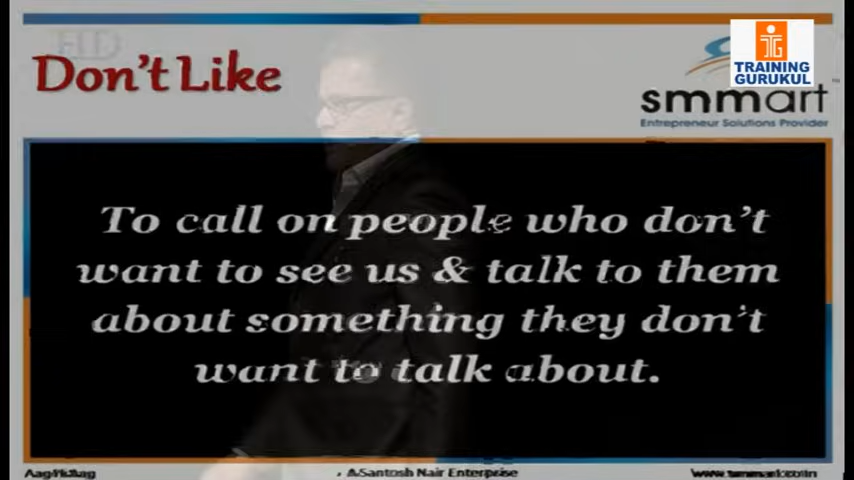 Don't Like
TRAINING
GURUKUL
smmart
Entrepreneur Solutions Provider
To call on people who don't
want to see us & talk to them
about something they don't
want to talk about.
A Santosh Nair Enterprise